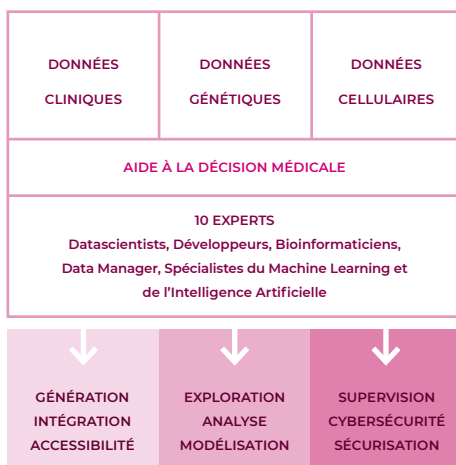 DONNÉES
CLINIQUES
DONNÉES
GÉNÉTIQUES
DONNÉES
CELLULAIRES
AIDE À LA DÉCISION MÉDICALE
10 EXPERTS
Datascientists, Développeurs, Bioinformaticiens,
Data Manager, Spécialistes du Machine Learning et
de l'Intelligence Artificielle
GÉNÉRATION
INTÉGRATION
ACCESSIBILITÉ
EXPLORATION
ANALYSE
MODÉLISATION
SUPERVISION
CYBERSÉCURITÉ
SÉCURISATION